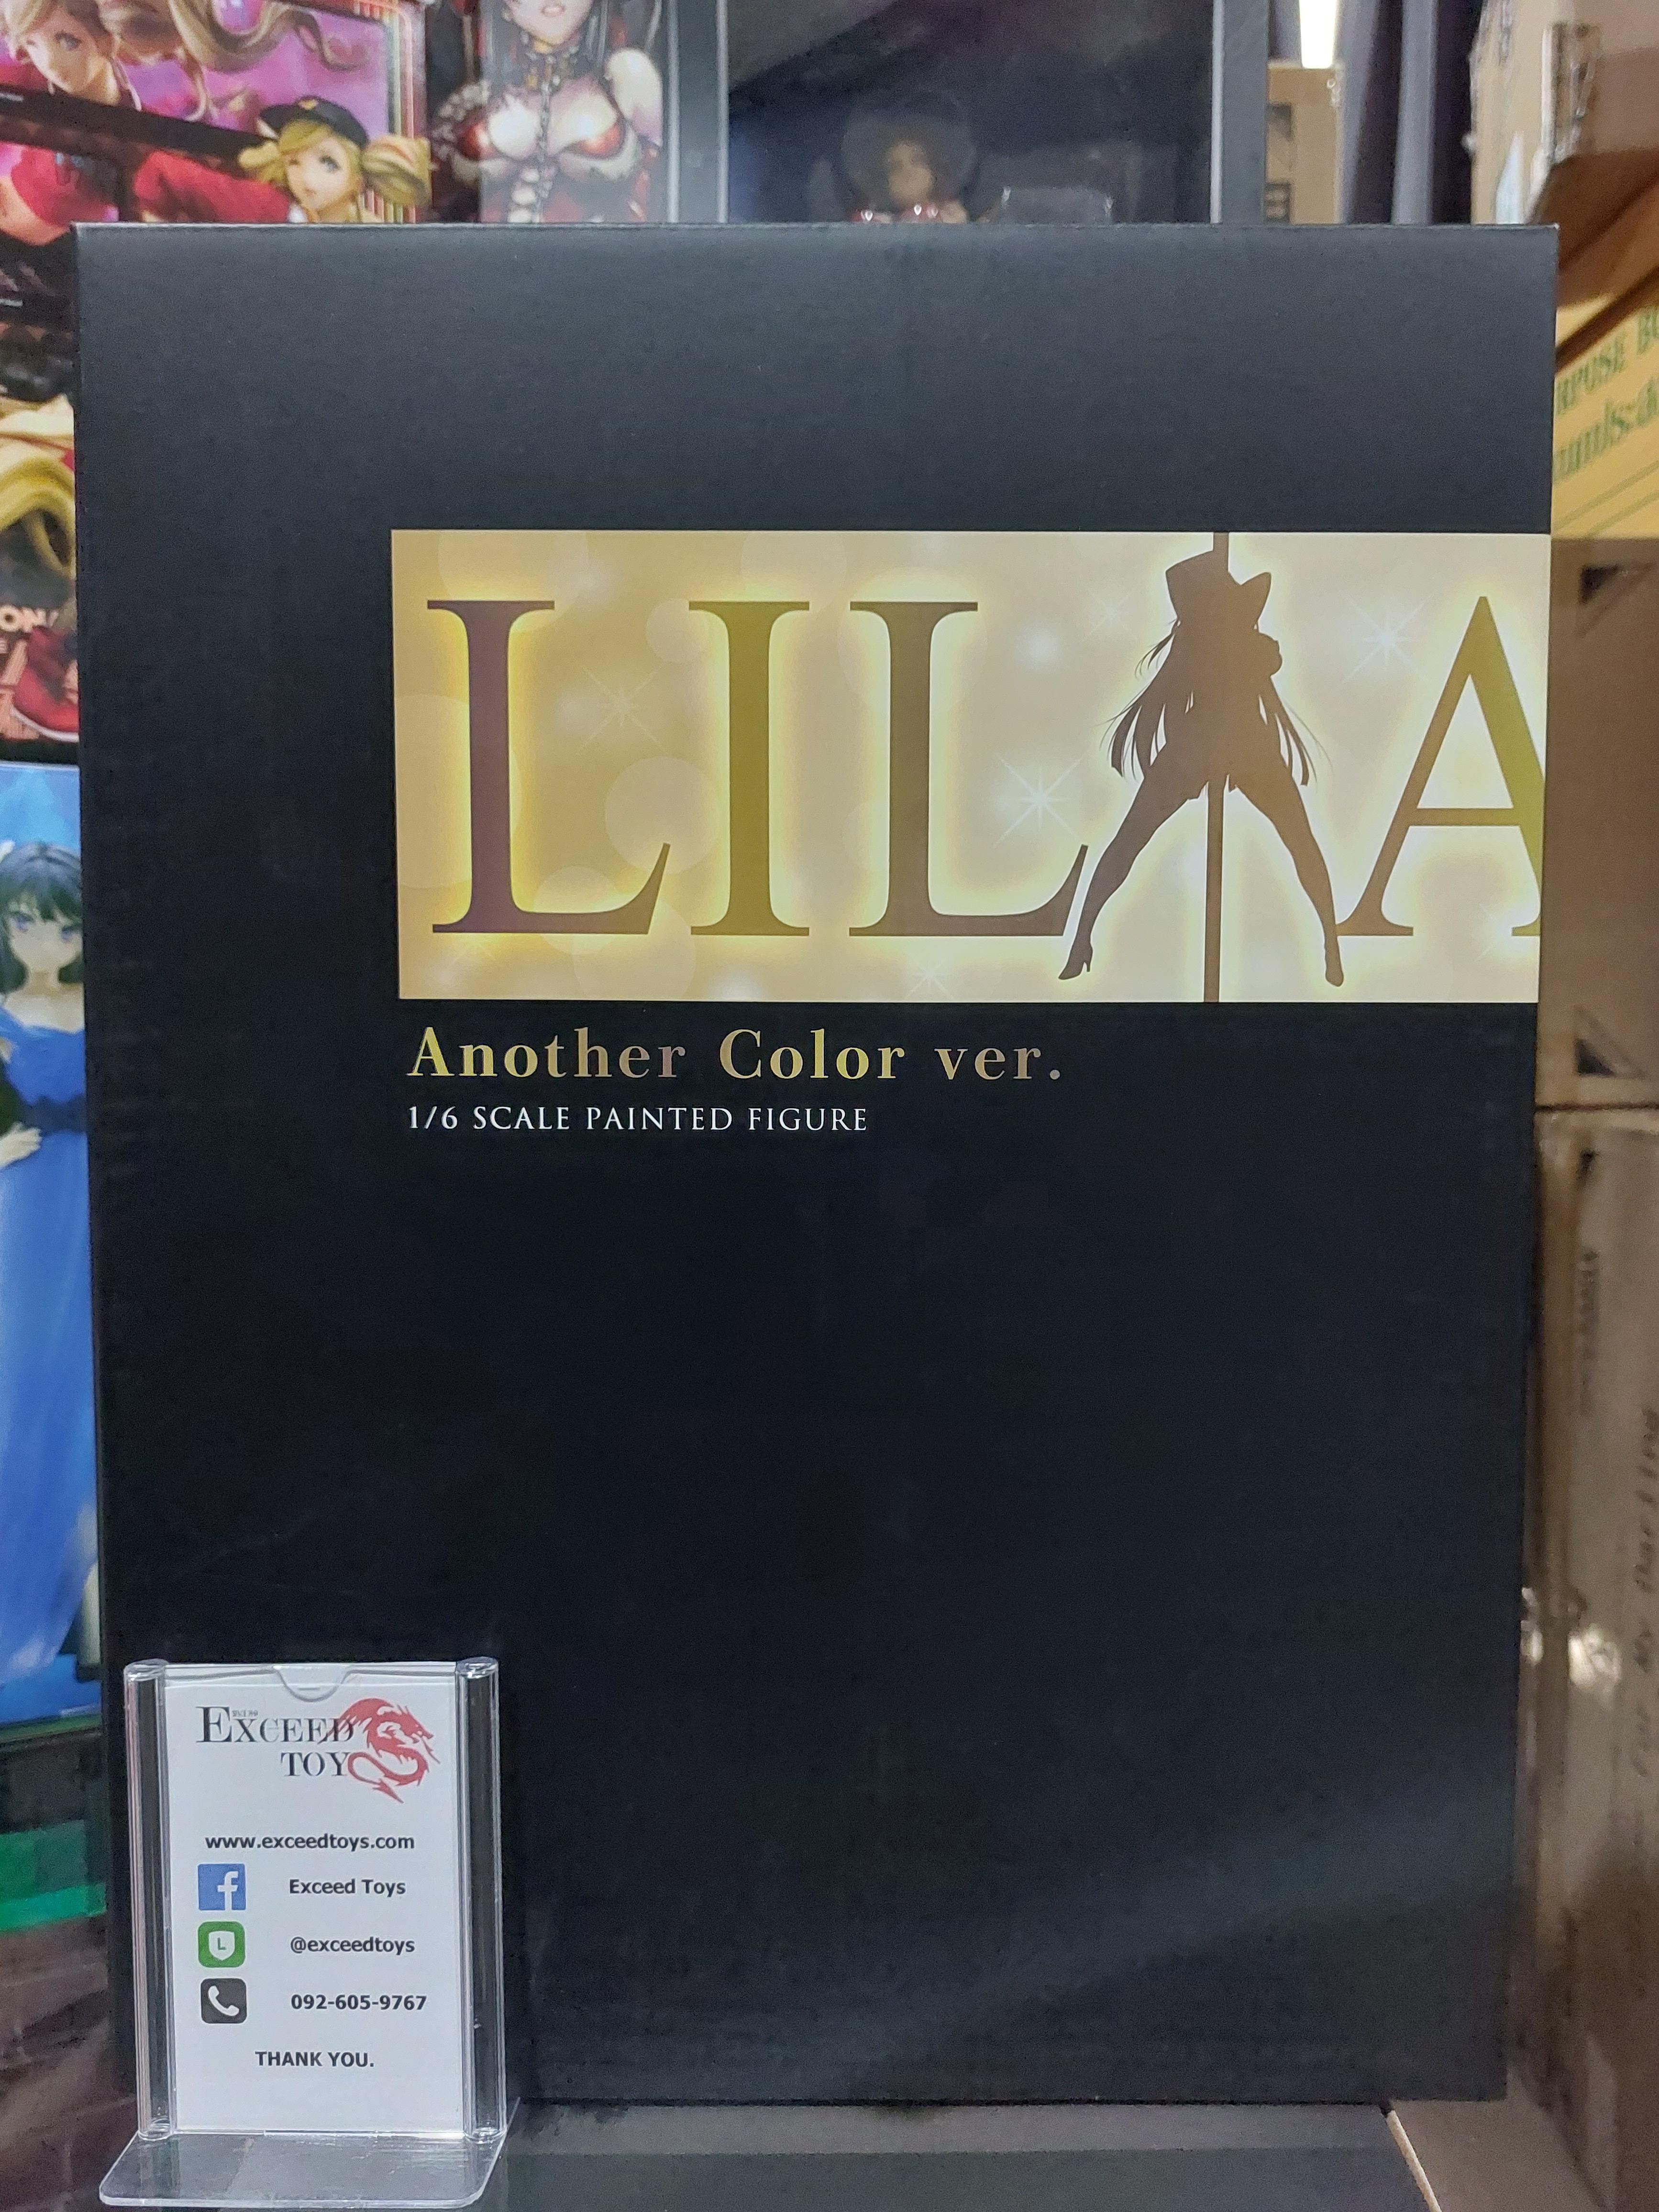 LILA
Another Color ver.
1/6 SCALE PAINTED FIGURE
EXCEED
TOYS
www.exceedtoys.com
Exceed Toys
L
@exceedtoys
092-605-9767
THANK YOU.